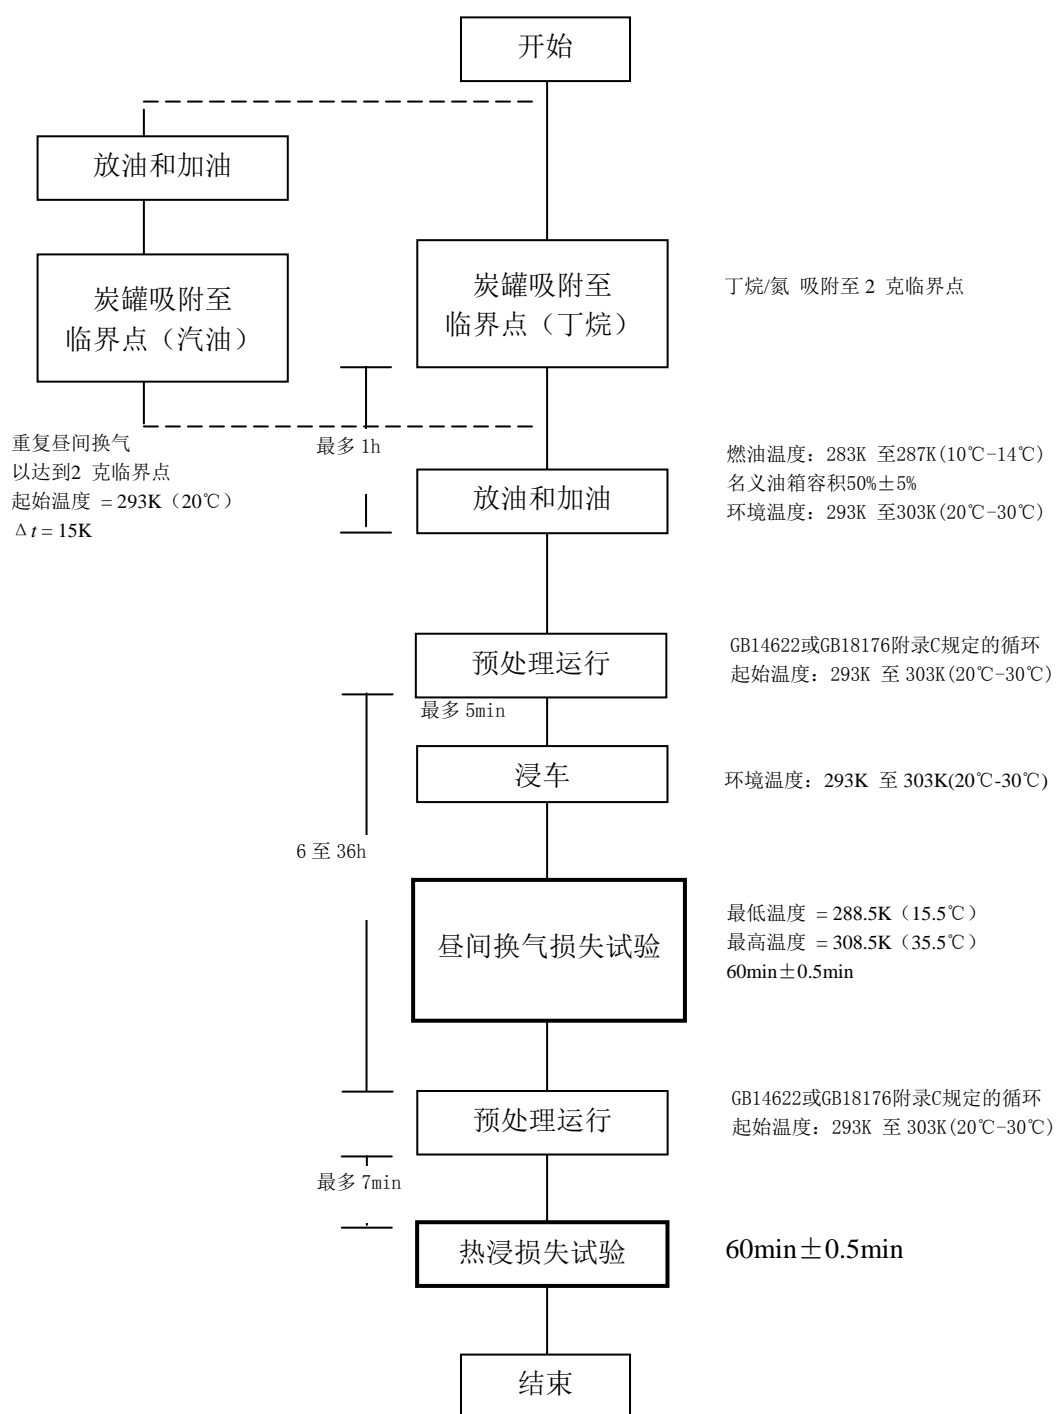 开始
放油和加油
炭罐吸附至
临界点（汽油）
炭罐吸附至
临界点（丁烷）
丁烷/氮 吸附至2 克临界点
重复昼间换气
以达到2 克临界点
起始温度 = 293K（20℃）
Δt = 15K
最多1h
放油和加油
燃油温度：283K 至287K(10℃-14℃)
名义油箱容积50%±5%
环境温度：293K 至303K(20℃-30℃)
预处理运行
GB14622或GB18176附录C规定的循环
起始温度：293K 至 303K(20℃-30℃)
最多5min
浸车
环境温度：293K 至 303K(20℃-30℃)
6 至 36h
昼间换气损失试验
最低温度 = 288.5K（15.5℃）
最高温度 = 308.5K（35.5℃）
60min±0.5min
预处理运行
GB14622或GB18176附录C规定的循环
起始温度：293K 至 303K(20℃-30℃)
最多7min
热浸损失试验
60min±0.5min
结束